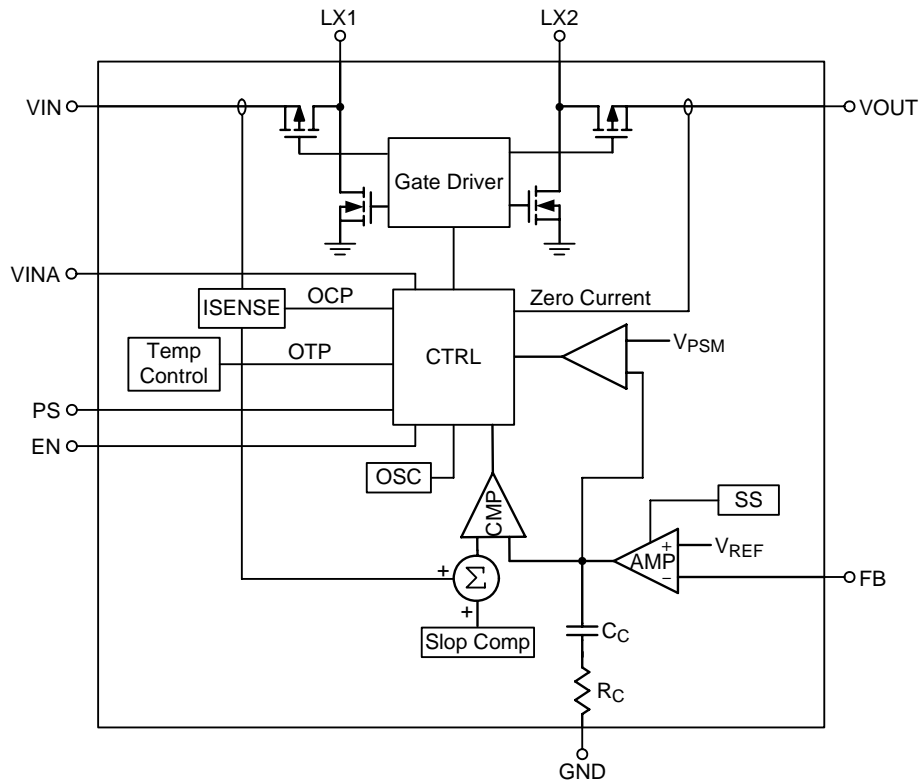 LX1
LX2
VIN
VOUT
Gate Driver
VINA
ISENSE
OCP
Zero Current
Temp
Control
OTP
CTRL
VPSM
PS
EN
OSC
CMP
SS
+
VREF
AMP
−
FB
+
Σ
+
Slop Comp
CC
RC
GND